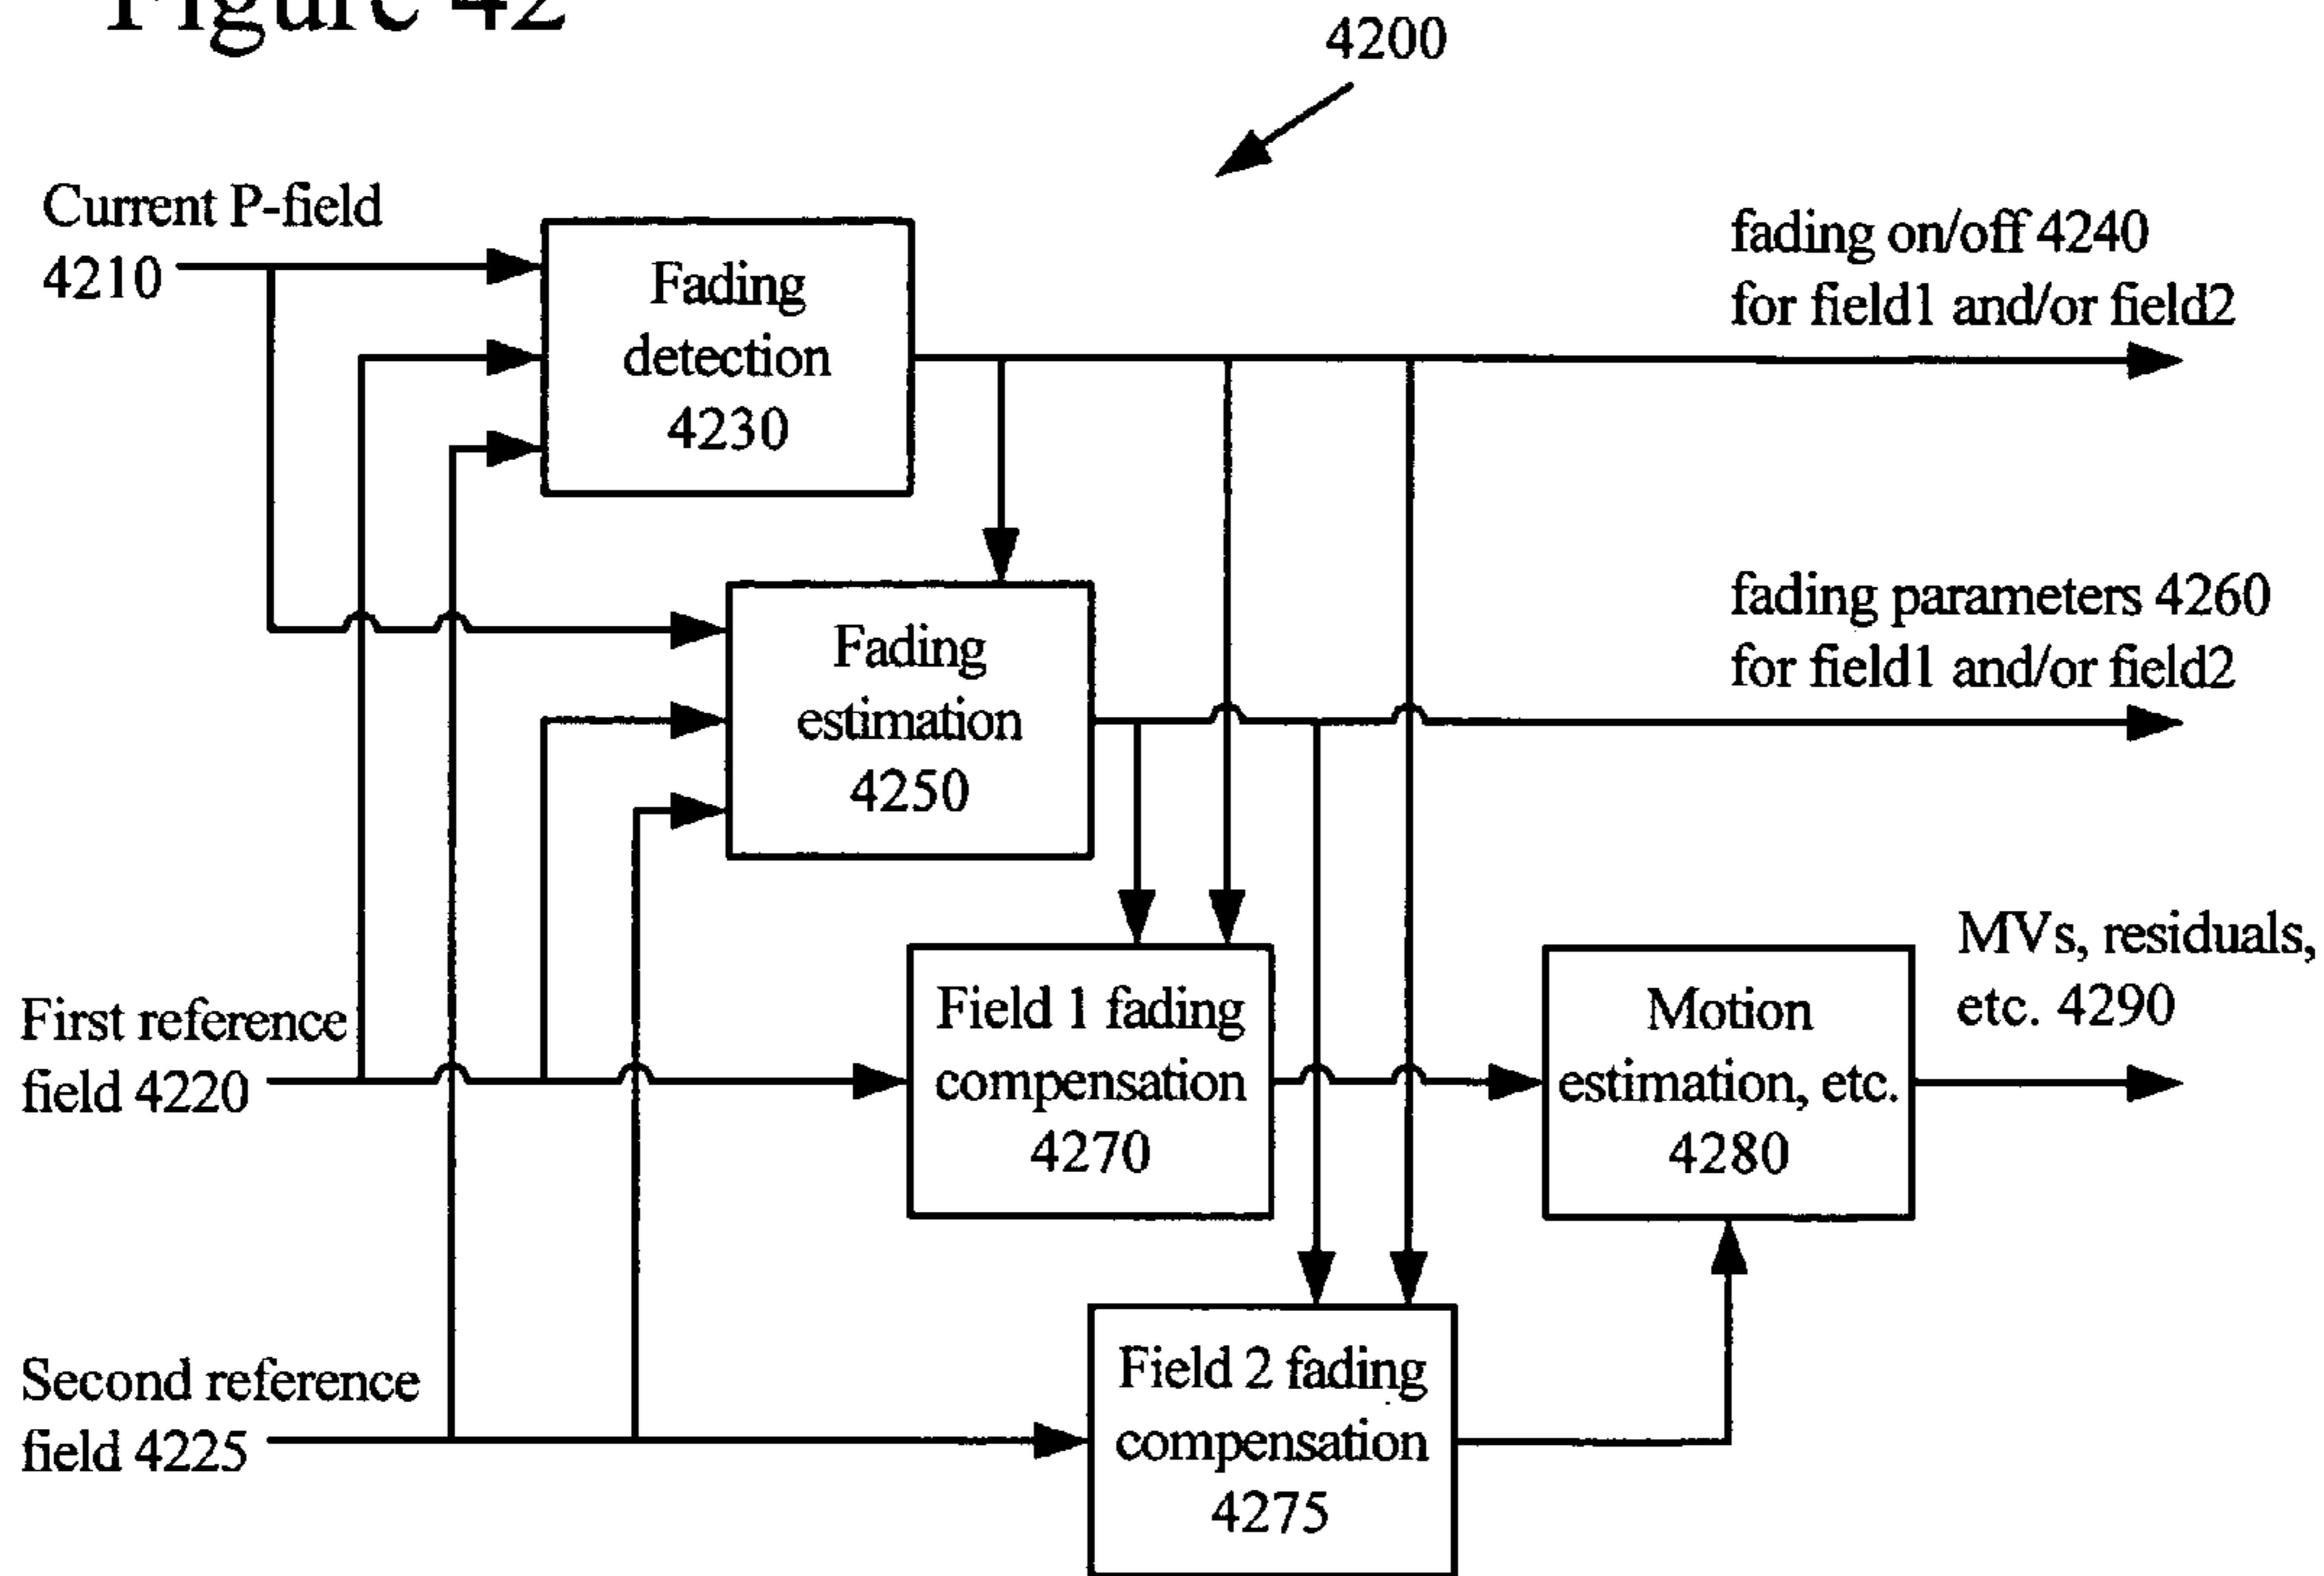 Figure 42
4200
Current P-field
4210
Fading
detection
4230
fading on/off 4240
for field1 and/or field2
Fading
estimation
4250
fading parameters 4260
for field1 and/or field2
First reference
field 4220
Field 1 fading
compensation
4270
Motion
estimation, etc.
4280
MVs, residuals,
etc. 4290
Second reference
field 4225
Field 2 fading
compensation
4275